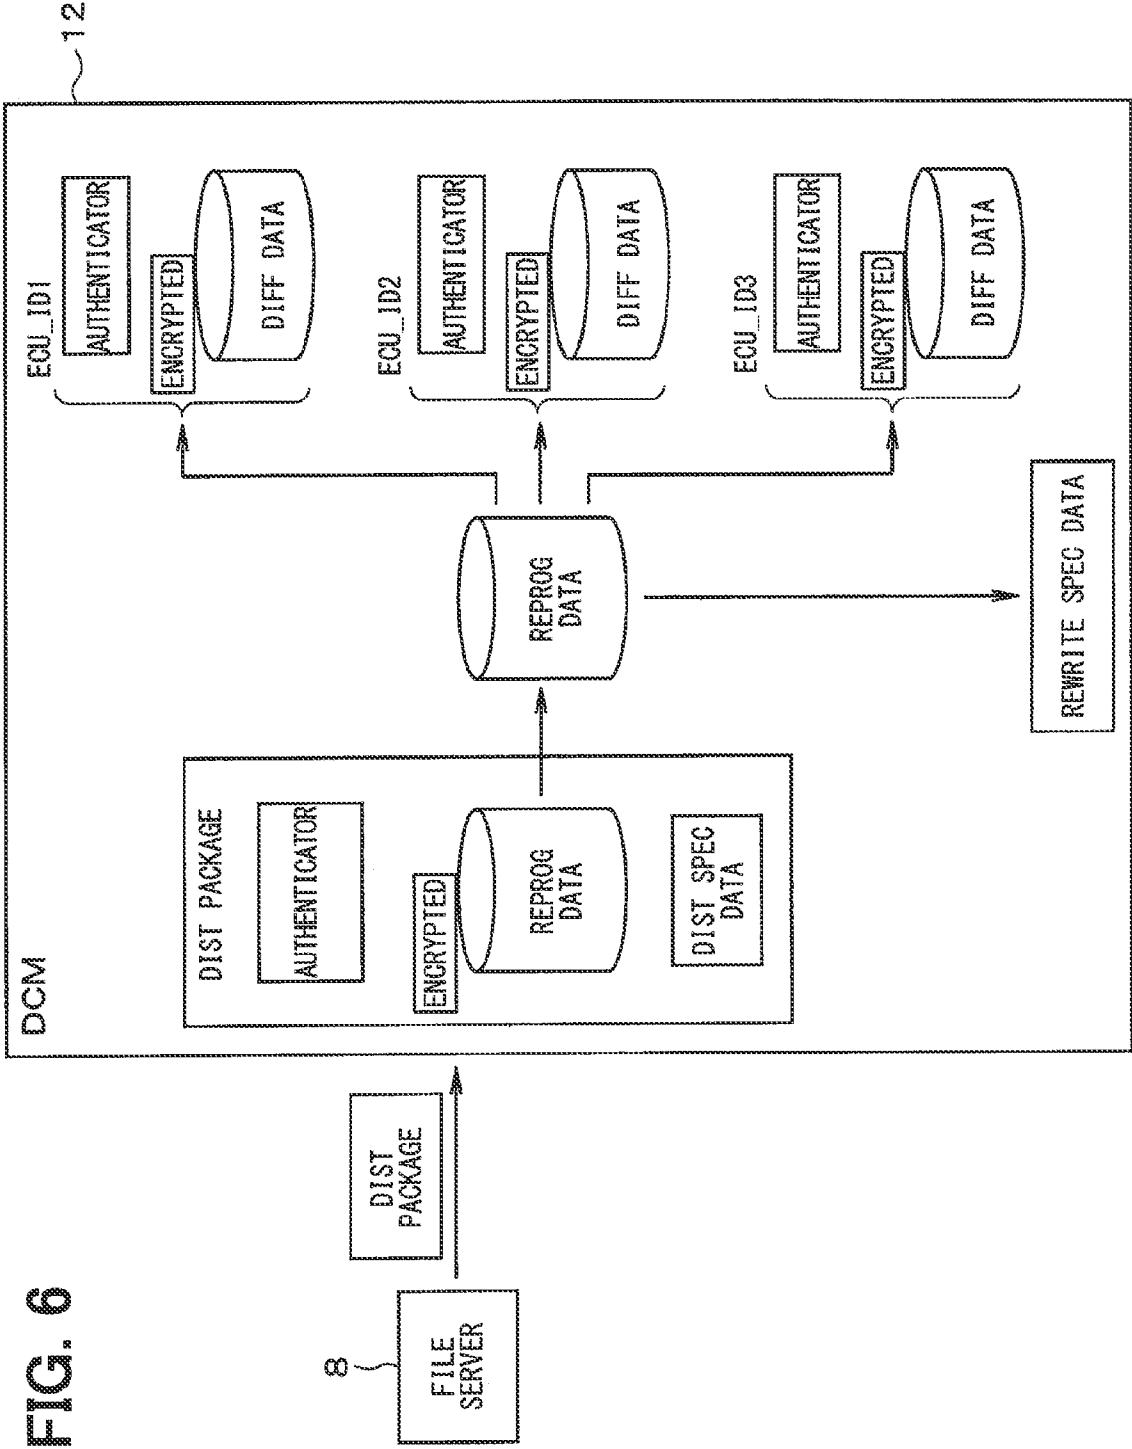 FIG. 6
8
FILE
SERVER
DIST
PACKAGE
12
DCM
DIST PACKAGE
AUTHENTICATOR
ENCRYPTED
REPROG
DATA
DIST SPEC
DATA
REPROG
DATA
ECU_ID1
AUTHENTICATOR
ENCRYPTED
DIFF DATA
ECU_ID2
AUTHENTICATOR
ENCRYPTED
DIFF DATA
ECU_ID3
AUTHENTICATOR
ENCRYPTED
DIFF DATA
REWRITE SPEC DATA